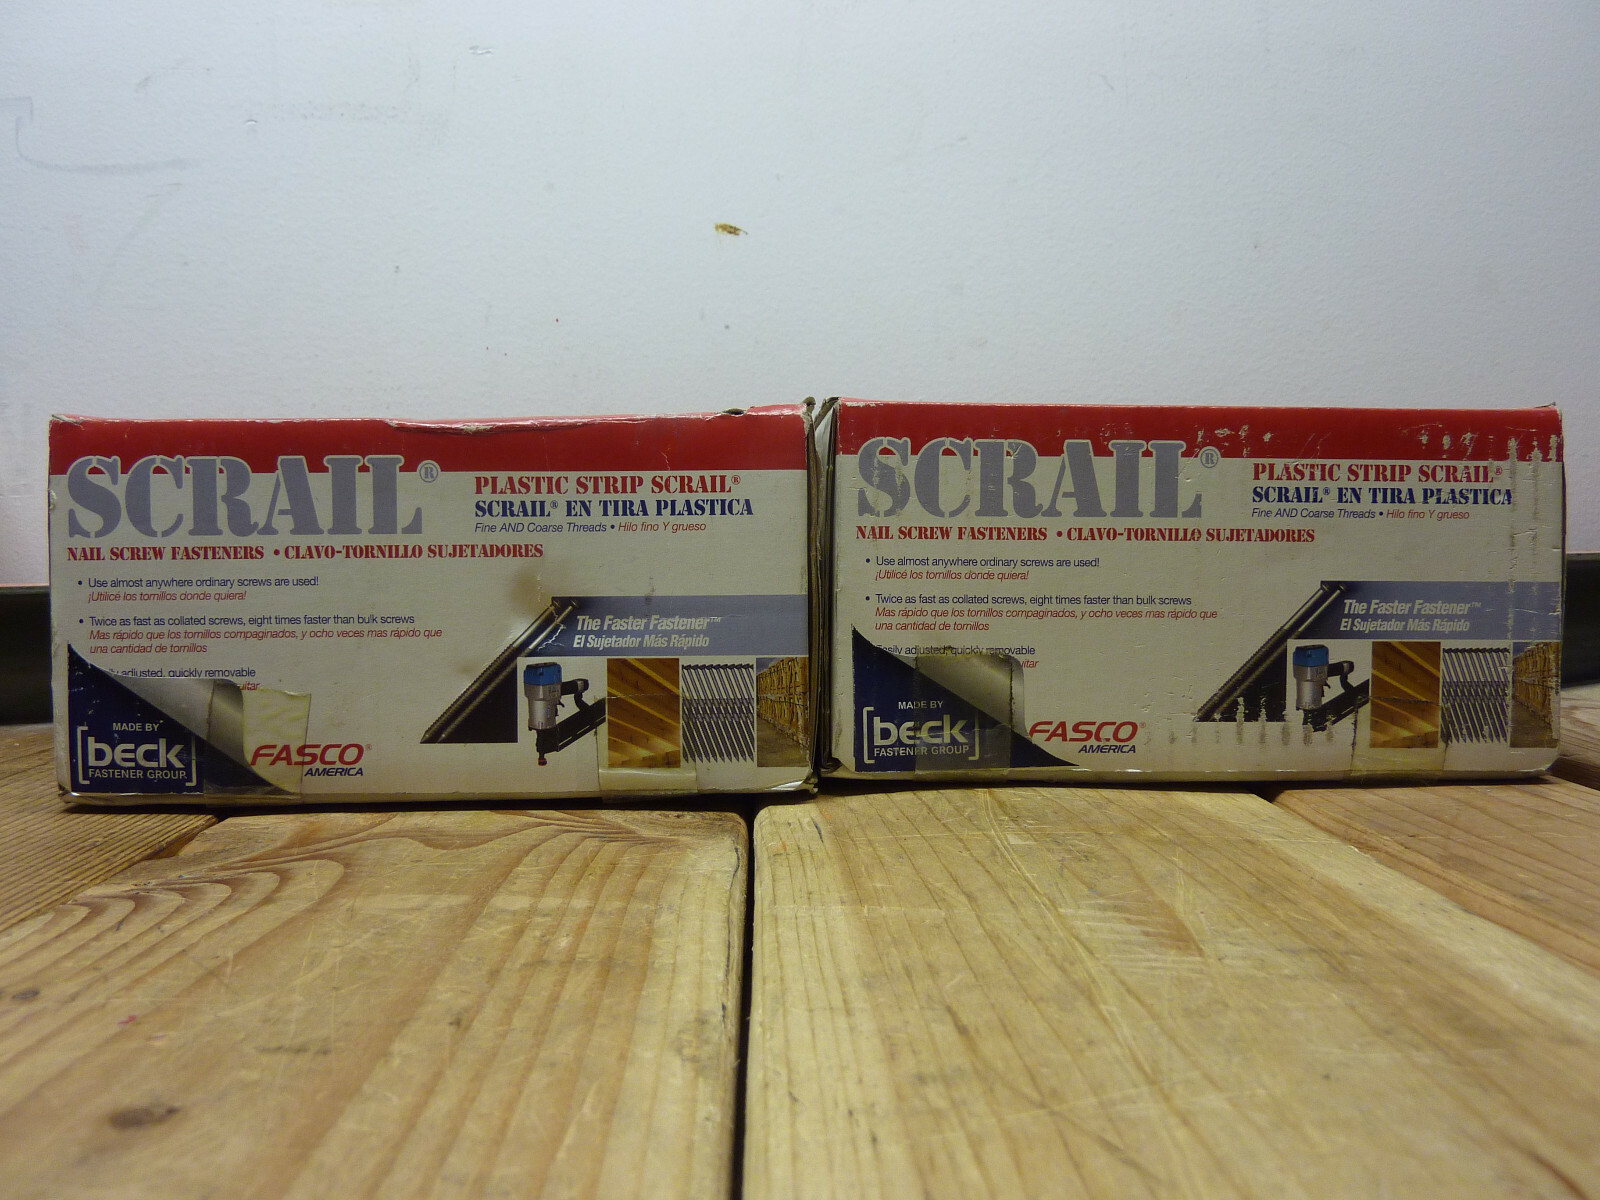 SCRAIL®
PLASTIC STRIP SCRAIL®
SCRAIL® EN TIRA PLASTICA
Fine AND Coarse Threads • Hilo fino Y grueso
NAIL SCREW FASTENERS • CLAVO-TORNILLO SUJETADORES
• Use almost anywhere ordinary screws are used!
¡Utilicé los tornillos donde quiera!
• Twice as fast as collated screws, eight times faster than bulk screws
Mas rápido que los tornillos compaginados, y ocho veces mas rápido que
una cantidad de tornillos
adjusted, quickly removable
uitar
The Faster Fastener™
El Sujetador Más Rápido
MADE BY
beck
FASTENER GROUP
FASCO®
AMERICA
SCRAIL®
PLASTIC STRIP SCRAIL®
SCRAIL® EN TIRA PLASTICA
Fine AND Coarse Threads • Hilo fino Y grueso
NAIL SCREW FASTENERS • CLAVO-TORNILLO SUJETADORES
• Use almost anywhere ordinary screws are used!
¡Utilicé los tornillos donde quiera!
• Twice as fast as collated screws, eight times faster than bulk screws
Mas rápido que los tornillos compaginados, y ocho veces mas rápido que
una cantidad de tornillos
Easily adjusted, quickly removable
uitar
The Faster Fastener™
El Sujetador Más Rápido
MADE BY
beck
FASTENER GROUP
FASCO®
AMERICA